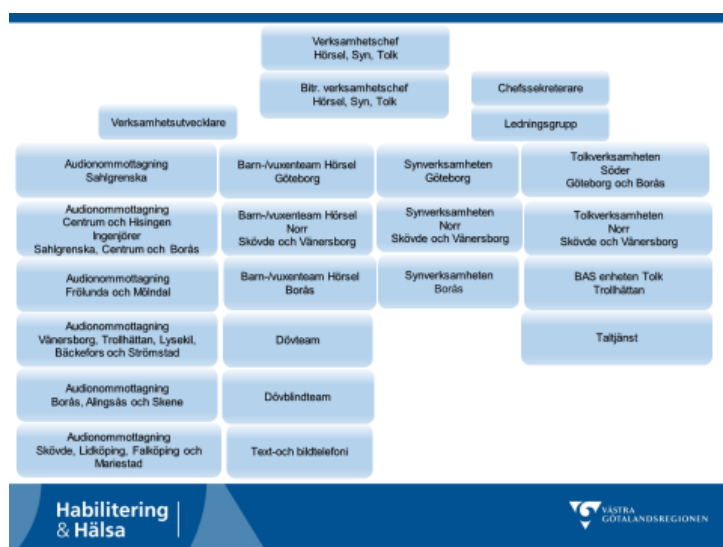 Verksamhetschef
Hörsel, Syn, Tolk
Bitr. verksamhetschef
Hörsel, Syn, Tolk
Chefssekreterare
Verksamhetsutvecklare
Ledningsgrupp
Audionommottagning
Sahlgrenska
Barn-/vuxenteam Hörsel
Göteborg
Synverksamheten
Göteborg
Tolkverksamheten
Söder
Göteborg och Borås
Audionommottagning
Centrum och Hisingen
Ingenjörer
Sahlgrenska, Centrum och Borås
Barn-/vuxenteam Hörsel
Norr
Skövde och Vänersborg
Synverksamheten
Norr
Skövde och Vänersborg
Tolkverksamheten
Norr
Skövde och Vänersborg
Audionommottagning
Frölunda och Mölndal
Barn-/vuxenteam Hörsel
Borås
Synverksamheten
Borås
BAS enheten Tolk
Trollhättan
Audionommottagning
Vänersborg, Trollhättan, Lysekil,
Bäckefors och Strömstad
Dövteam
Taltjänst
Audionommottagning
Borås, Alingsås och Skene
Dövblindteam
Audionommottagning
Skövde, Lidköping, Falköping och
Mariestad
Text-och bildtelefoni
Habilitering
& Hälsa
VÄSTRA
GÖTALANDSREGIONEN